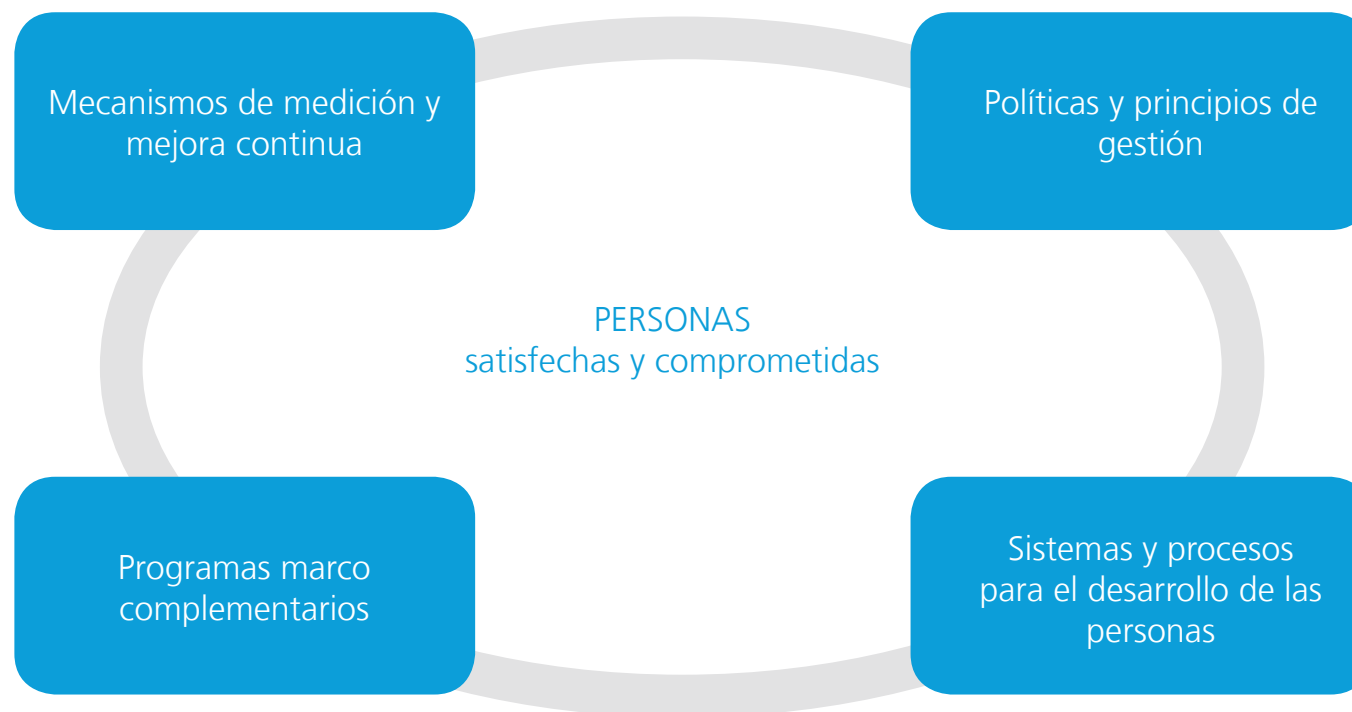 Mecanismos de medición y
mejora continua
Políticas y principios de
gestión
PERSONAS
satisfechas y comprometidas
Programas marco
complementarios
Sistemas y procesos
para el desarrollo de las
personas